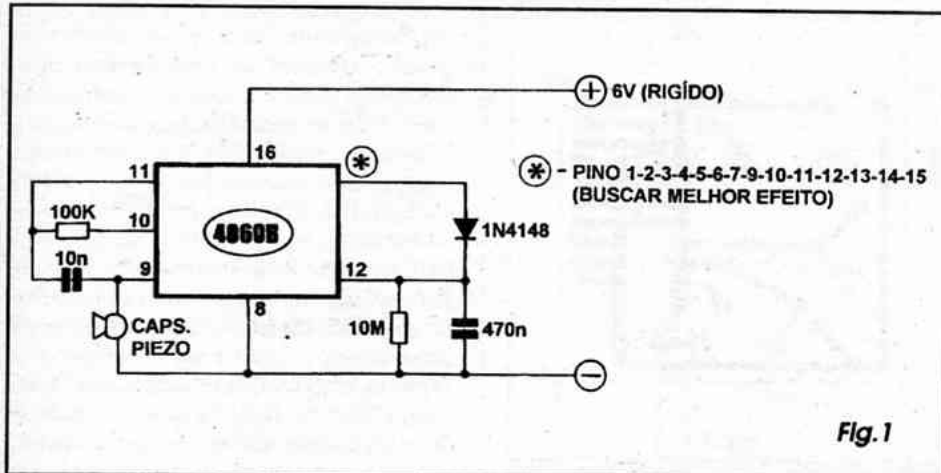 16
+ 6V (RIGÍDO)
11
*
* - PINO 1-2-3-4-5-6-7-9-10-11-12-13-14-15
(BUSCAR MELHOR EFEITO)
100K
10
4060B
1N4148
10n
9
12
8
CAPS.
PIEZO
10M
470n
-
Fig.1